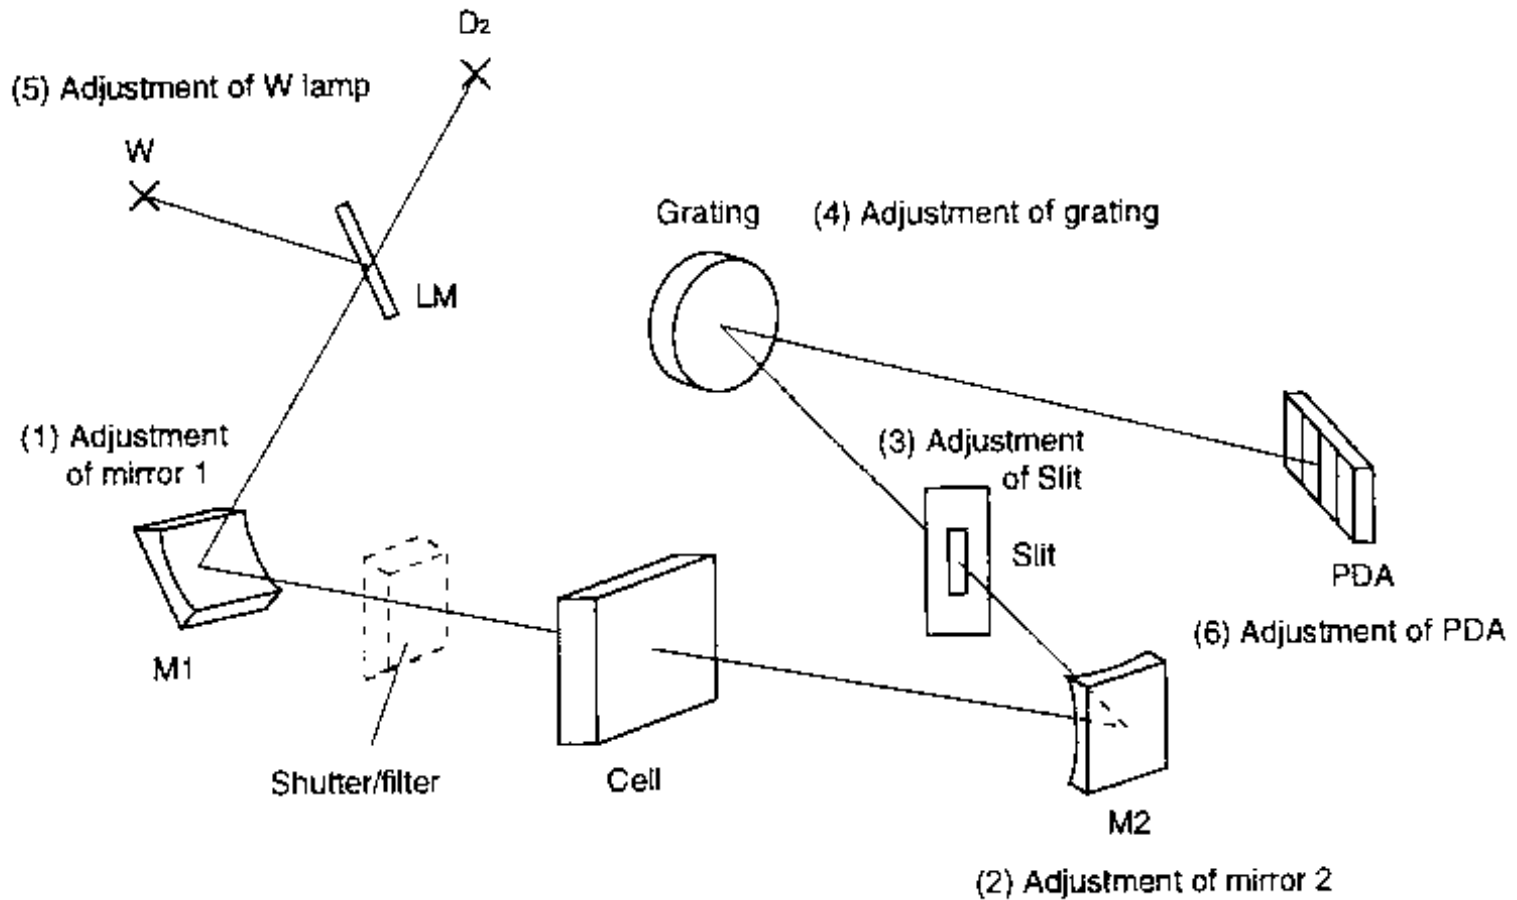 D2
(5) Adjustment of W lamp
W
Grating
(4) Adjustment of grating
LM
(1) Adjustment
of mirror 1
(3) Adjustment
of Slit
Slit
PDA
(6) Adjustment of PDA
M1
Shutter/filter
Cell
M2
(2) Adjustment of mirror 2